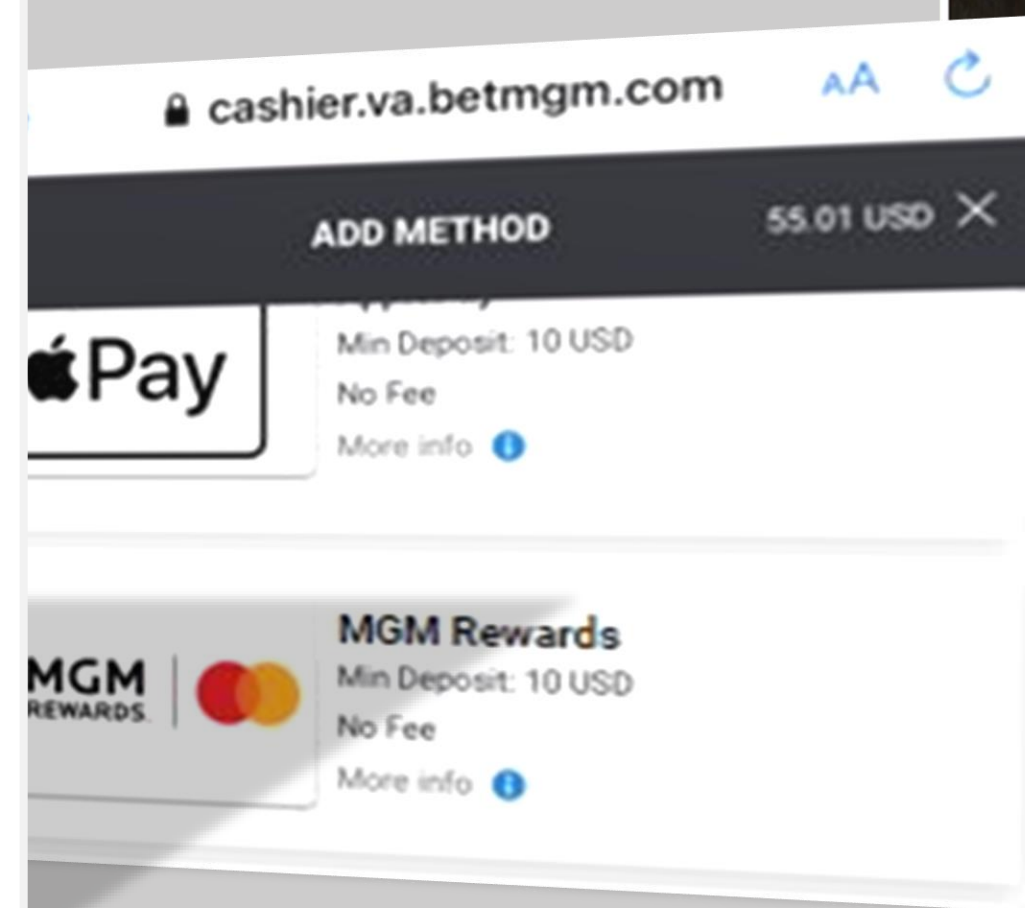 cashier.va.betmgm.com AA
ADD METHOD 55.01 USD
Pay
Min Deposit: 10 USD
No Fee
More info
MGM Rewards
MGM
REWARDS
Min Deposit: 10 USD
No Fee
More info